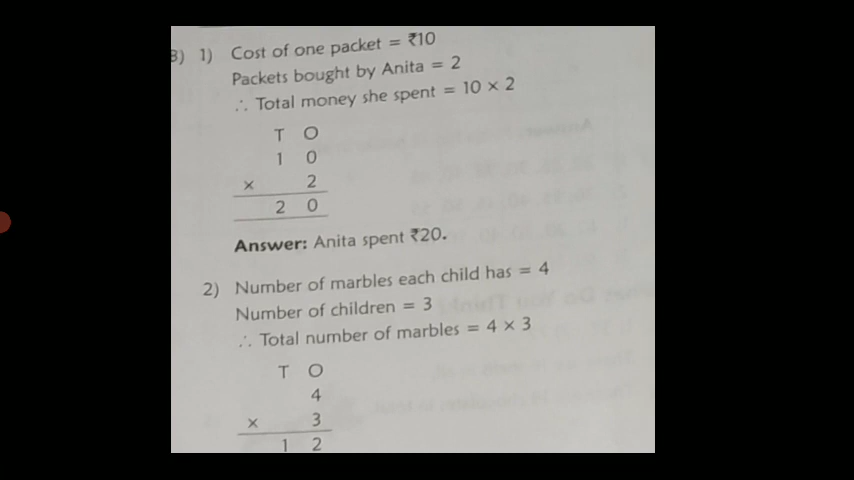 B) 1) Cost of one packet = ₹10
Packets bought by Anita = 2
∴ Total money she spent = 10 × 2
T O
1 0
× 2
2 0
Answer: Anita spent ₹20.
2) Number of marbles each child has = 4
Number of children = 3
∴ Total number of marbles = 4 × 3
T O
4
× 3
1 2